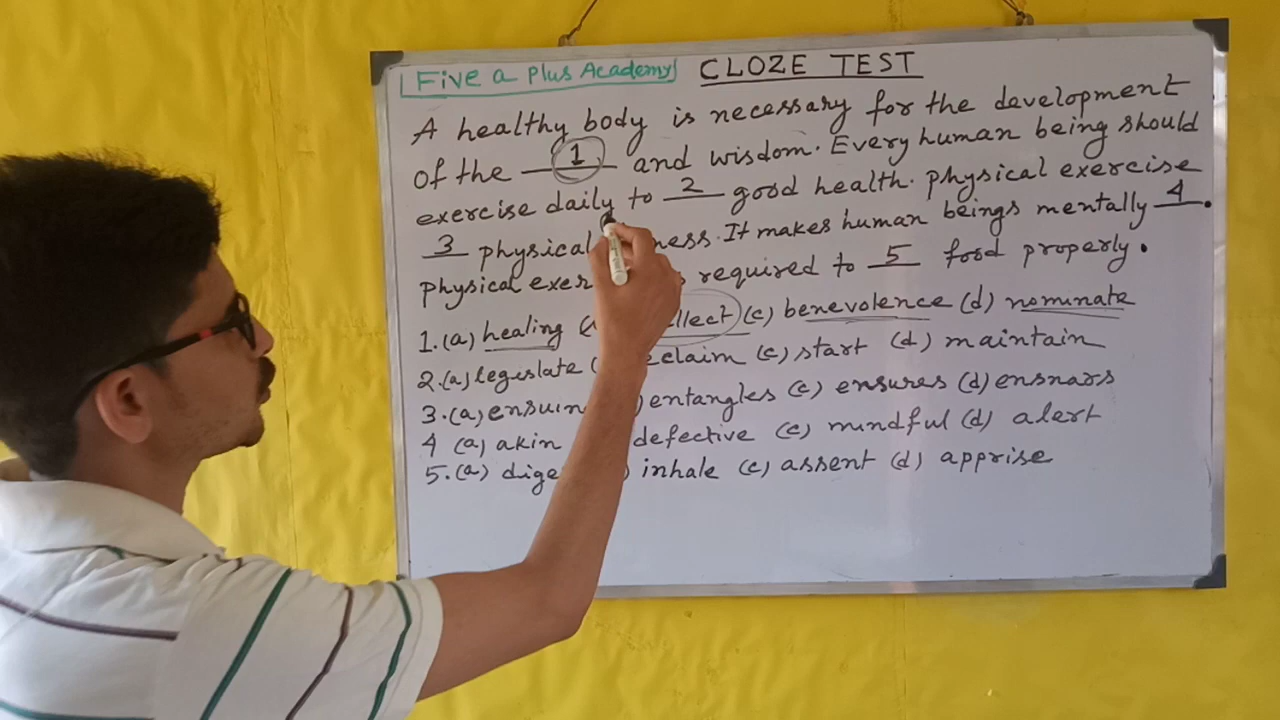 Five a Plus Academy CLOZE TEST
A healthy body is necessary for the development
of the 1 and wisdom. Every human being should
exercise daily to 2 good health. physical exercise
3 physical ness. It makes human beings mentally 4.
physical exer required to 5 food properly.
1. (a) healing llect (c) benevolence (d) nominate
2. (a) legislate claim (c) start (d) maintain
3. (a) ensuin entangles (c) ensures (d) ensnars
4 (a) akin defective (c) mindful (d) alert
5. (a) dige inhale (c) assent (d) apprise